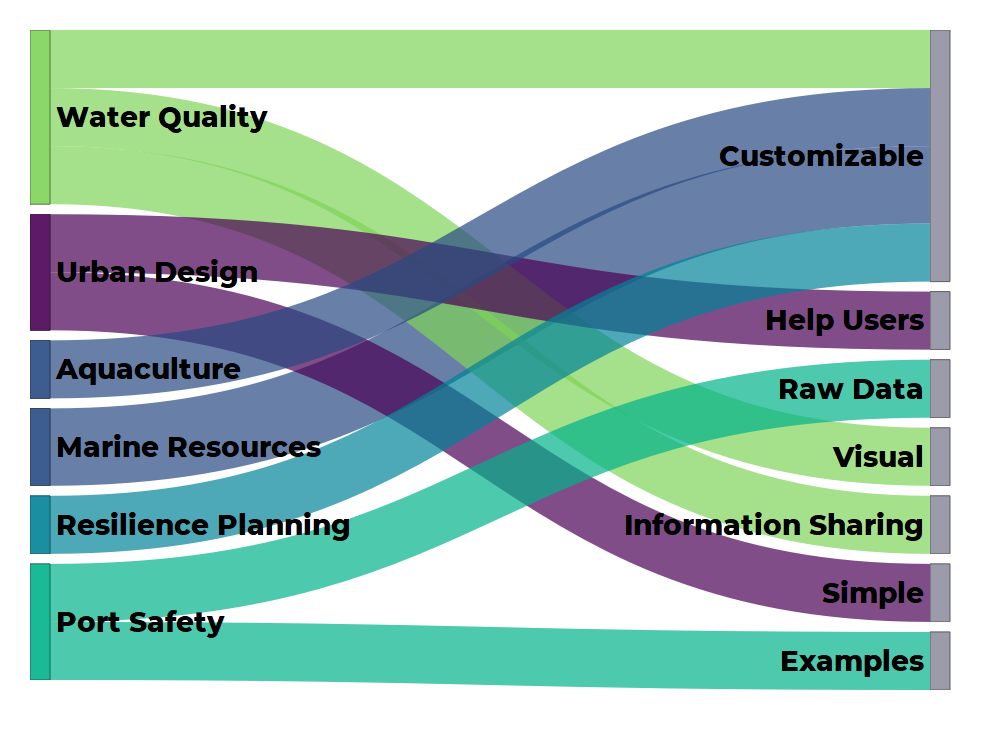 Water Quality
Urban Design
Aquaculture
Marine Resources
Resilience Planning
Port Safety
Customizable
Help Users
Raw Data
Visual
Information Sharing
Simple
Examples